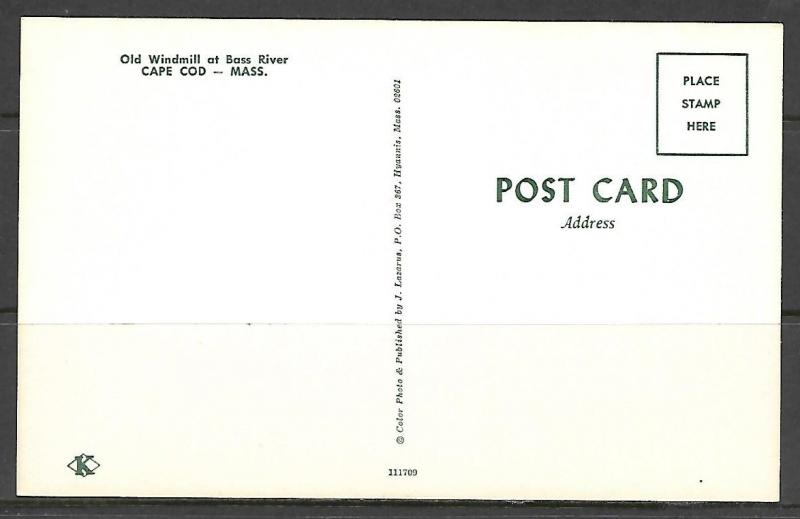 Old Windmill at Bass River
CAPE COD — MASS.
© Color Photo & Published by J. Lazarus, P.O. Box 367, Hyannis, Mass. 02601
PLACE
STAMP
HERE
POST CARD
Address
K
111709